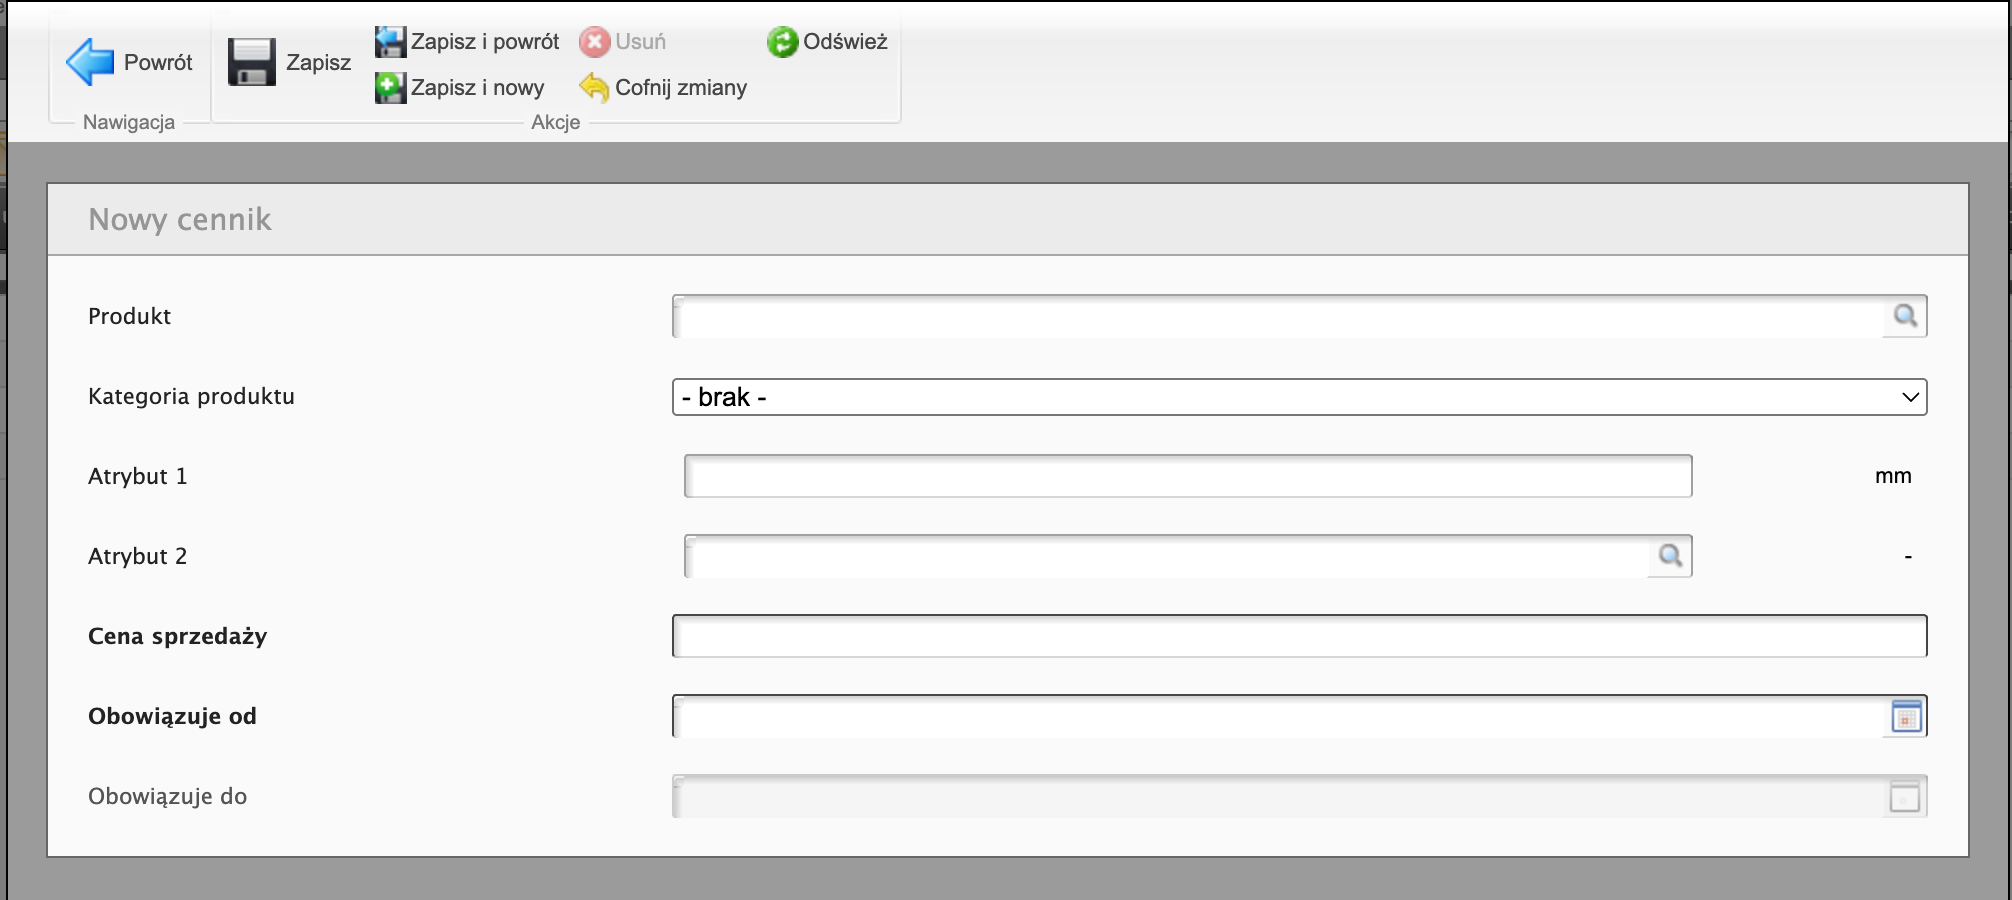 Powrót
Zapisz
Zapisz i powrót
Usuń
Odśwież
Zapisz i nowy
Cofnij zmiany
Nawigacja
Akcje
Nowy cennik
Produkt
Kategoria produktu
- brak -
Atrybut 1
mm
Atrybut 2
-
Cena sprzedaży
Obowiązuje od
Obowiązuje do